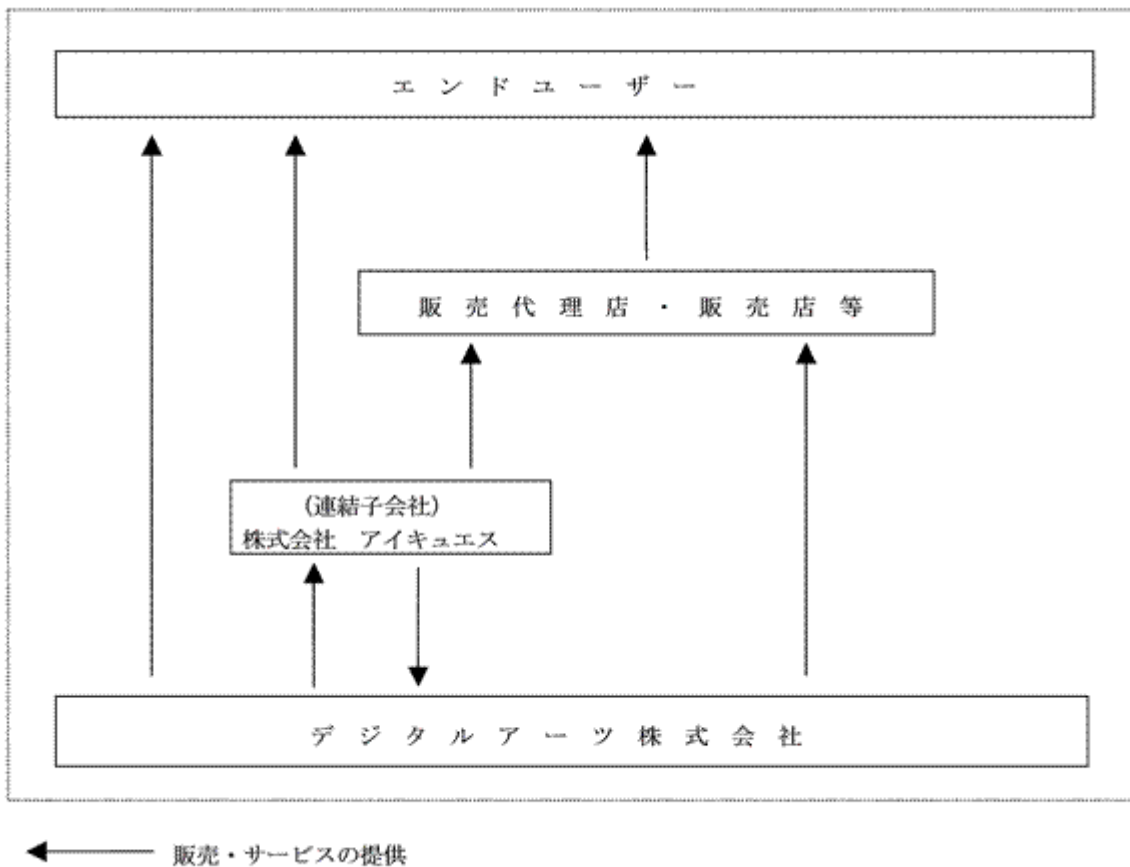 エンドユーザー
販売代理店・販売店等
(連結子会社)
株式会社　アイキュエス
デジタルアーツ株式会社
販売・サービスの提供